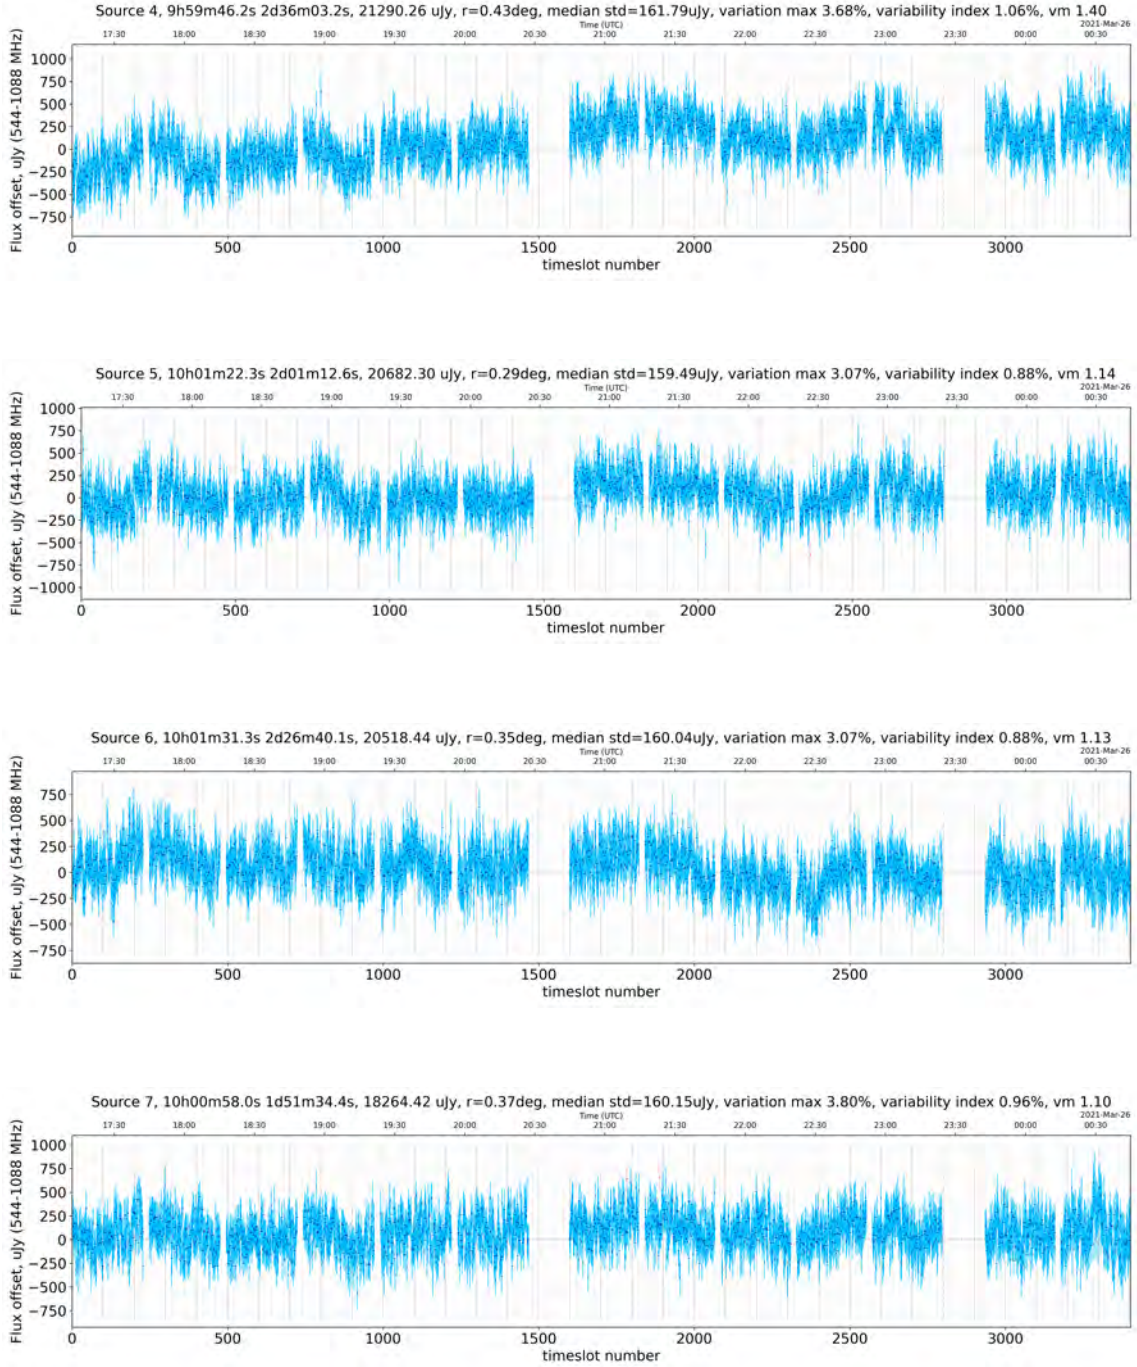 Source 4, 9h59m46.2s 2d36m03.2s, 21290.26 uJy, r=0.43deg, median std=161.79uJy, variation max 3.68%, variability index 1.06%, vm 1.40
Time (UTC) 2021-Mar-26
17:30 18:00 18:30 19:00 19:30 20:00 20:30 21:00 21:30 22:00 22:30 23:00 23:30 00:00 00:30
Flux offset, uJy (544-1088 MHz)
1000
750
500
250
0
−250
−500
−750
0 500 1000 1500 2000 2500 3000
timeslot number
Source 5, 10h01m22.3s 2d01m12.6s, 20682.30 uJy, r=0.29deg, median std=159.49uJy, variation max 3.07%, variability index 0.88%, vm 1.14
Time (UTC) 2021-Mar-26
17:30 18:00 18:30 19:00 19:30 20:00 20:30 21:00 21:30 22:00 22:30 23:00 23:30 00:00 00:30
Flux offset, uJy (544-1088 MHz)
1000
750
500
250
0
−250
−500
−750
−1000
0 500 1000 1500 2000 2500 3000
timeslot number
Source 6, 10h01m31.3s 2d26m40.1s, 20518.44 uJy, r=0.35deg, median std=160.04uJy, variation max 3.07%, variability index 0.88%, vm 1.13
Time (UTC) 2021-Mar-26
17:30 18:00 18:30 19:00 19:30 20:00 20:30 21:00 21:30 22:00 22:30 23:00 23:30 00:00 00:30
Flux offset, uJy (544-1088 MHz)
750
500
250
0
−250
−500
−750
0 500 1000 1500 2000 2500 3000
timeslot number
Source 7, 10h00m58.0s 1d51m34.4s, 18264.42 uJy, r=0.37deg, median std=160.15uJy, variation max 3.80%, variability index 0.96%, vm 1.10
Time (UTC) 2021-Mar-26
17:30 18:00 18:30 19:00 19:30 20:00 20:30 21:00 21:30 22:00 22:30 23:00 23:30 00:00 00:30
Flux offset, uJy (544-1088 MHz)
1000
750
500
250
0
−250
−500
−750
0 500 1000 1500 2000 2500 3000
timeslot number